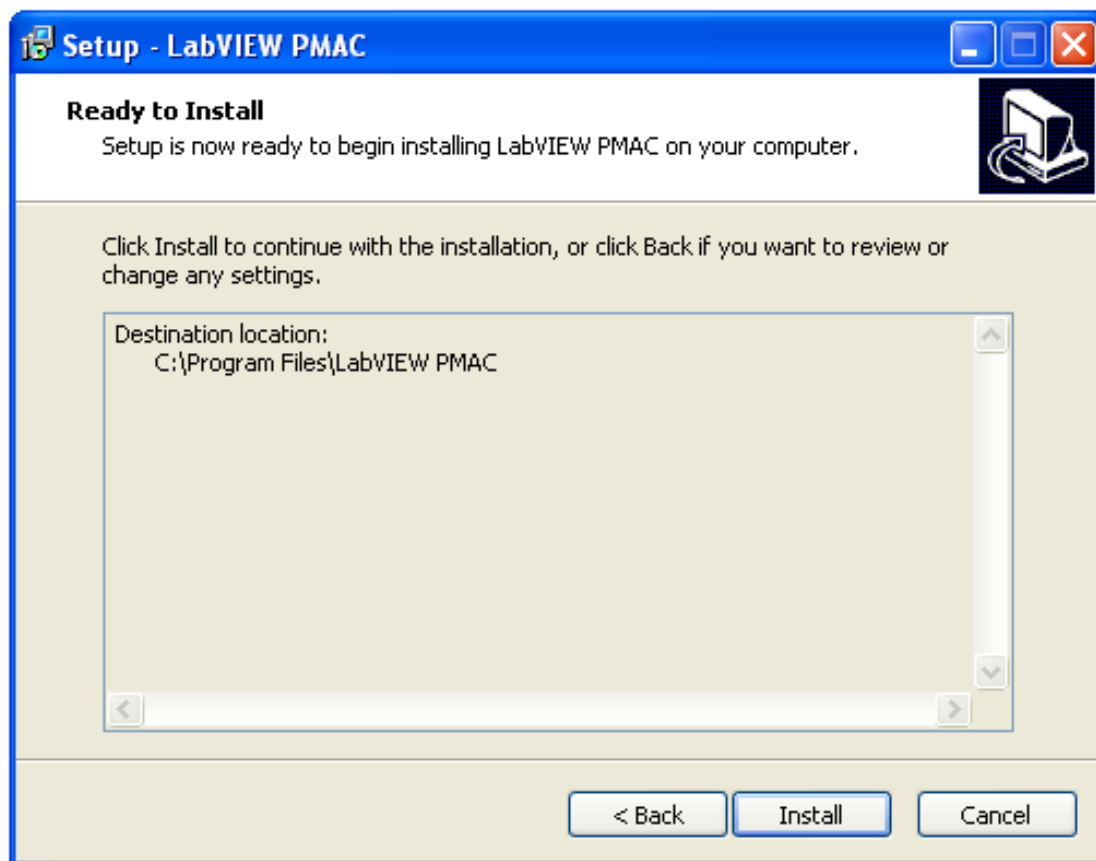 Setup - LabVIEW PMAC
Ready to Install
Setup is now ready to begin installing LabVIEW PMAC on your computer.
Click Install to continue with the installation, or click Back if you want to review or
change any settings.
Destination location:
C:\Program Files\LabVIEW PMAC
< Back
Install
Cancel